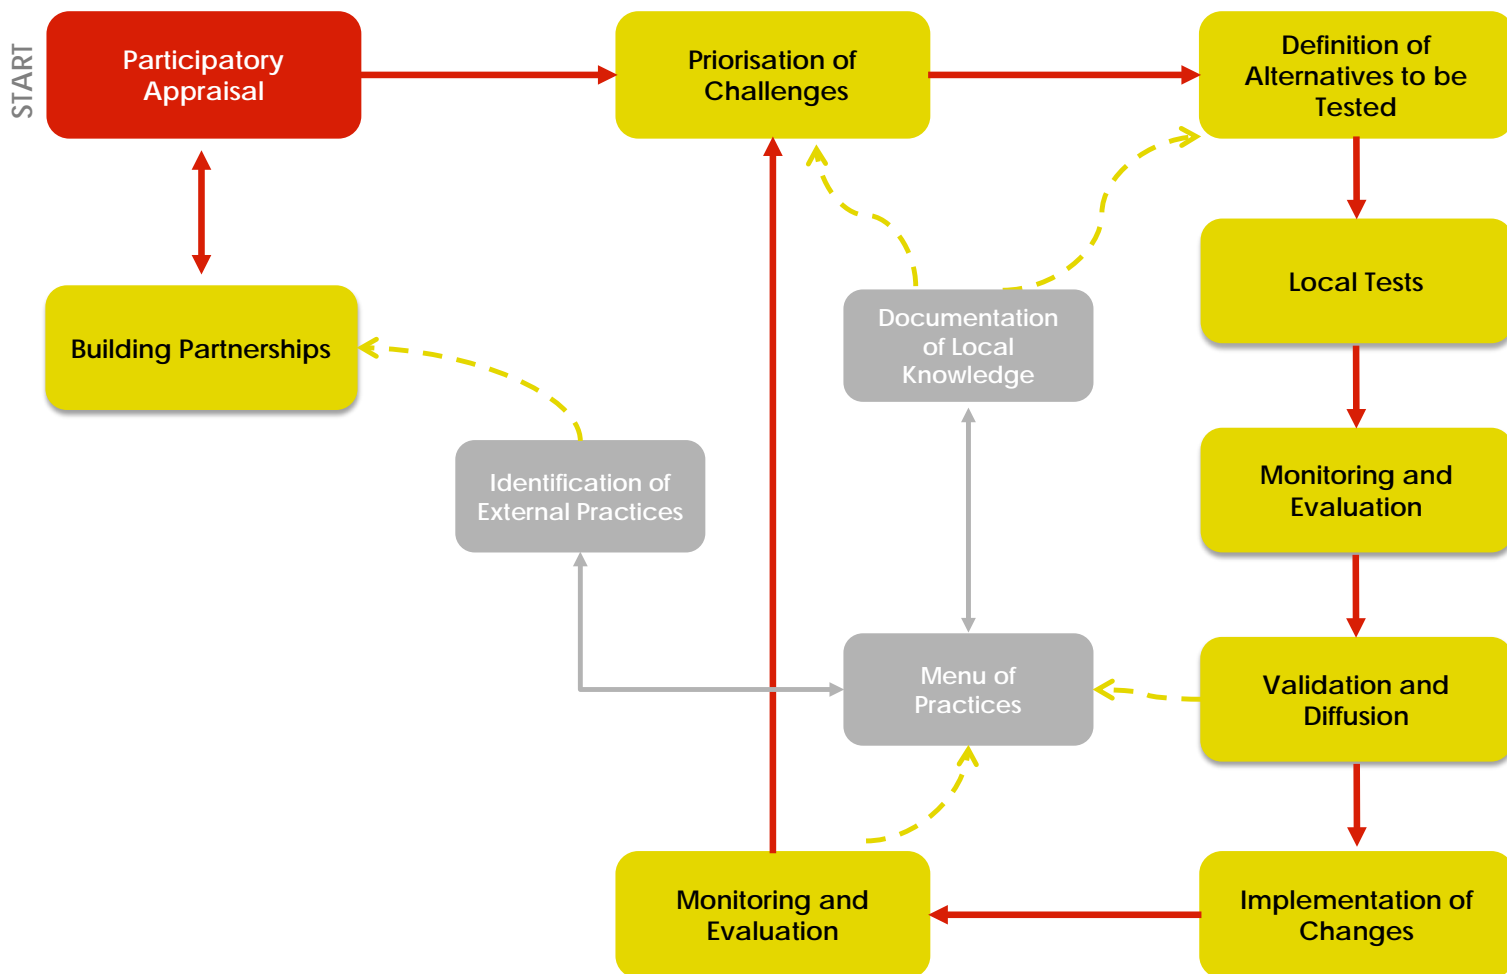 START
Participatory
Appraisal
Priorisation of
Challenges
Definition of
Alternatives to be
Tested
Local Tests
Building Partnerships
Documentation
of Local
Knowledge
Identification of
External Practices
Monitoring and
Evaluation
Menu of
Practices
Validation and
Diffusion
Monitoring and
Evaluation
Implementation of
Changes